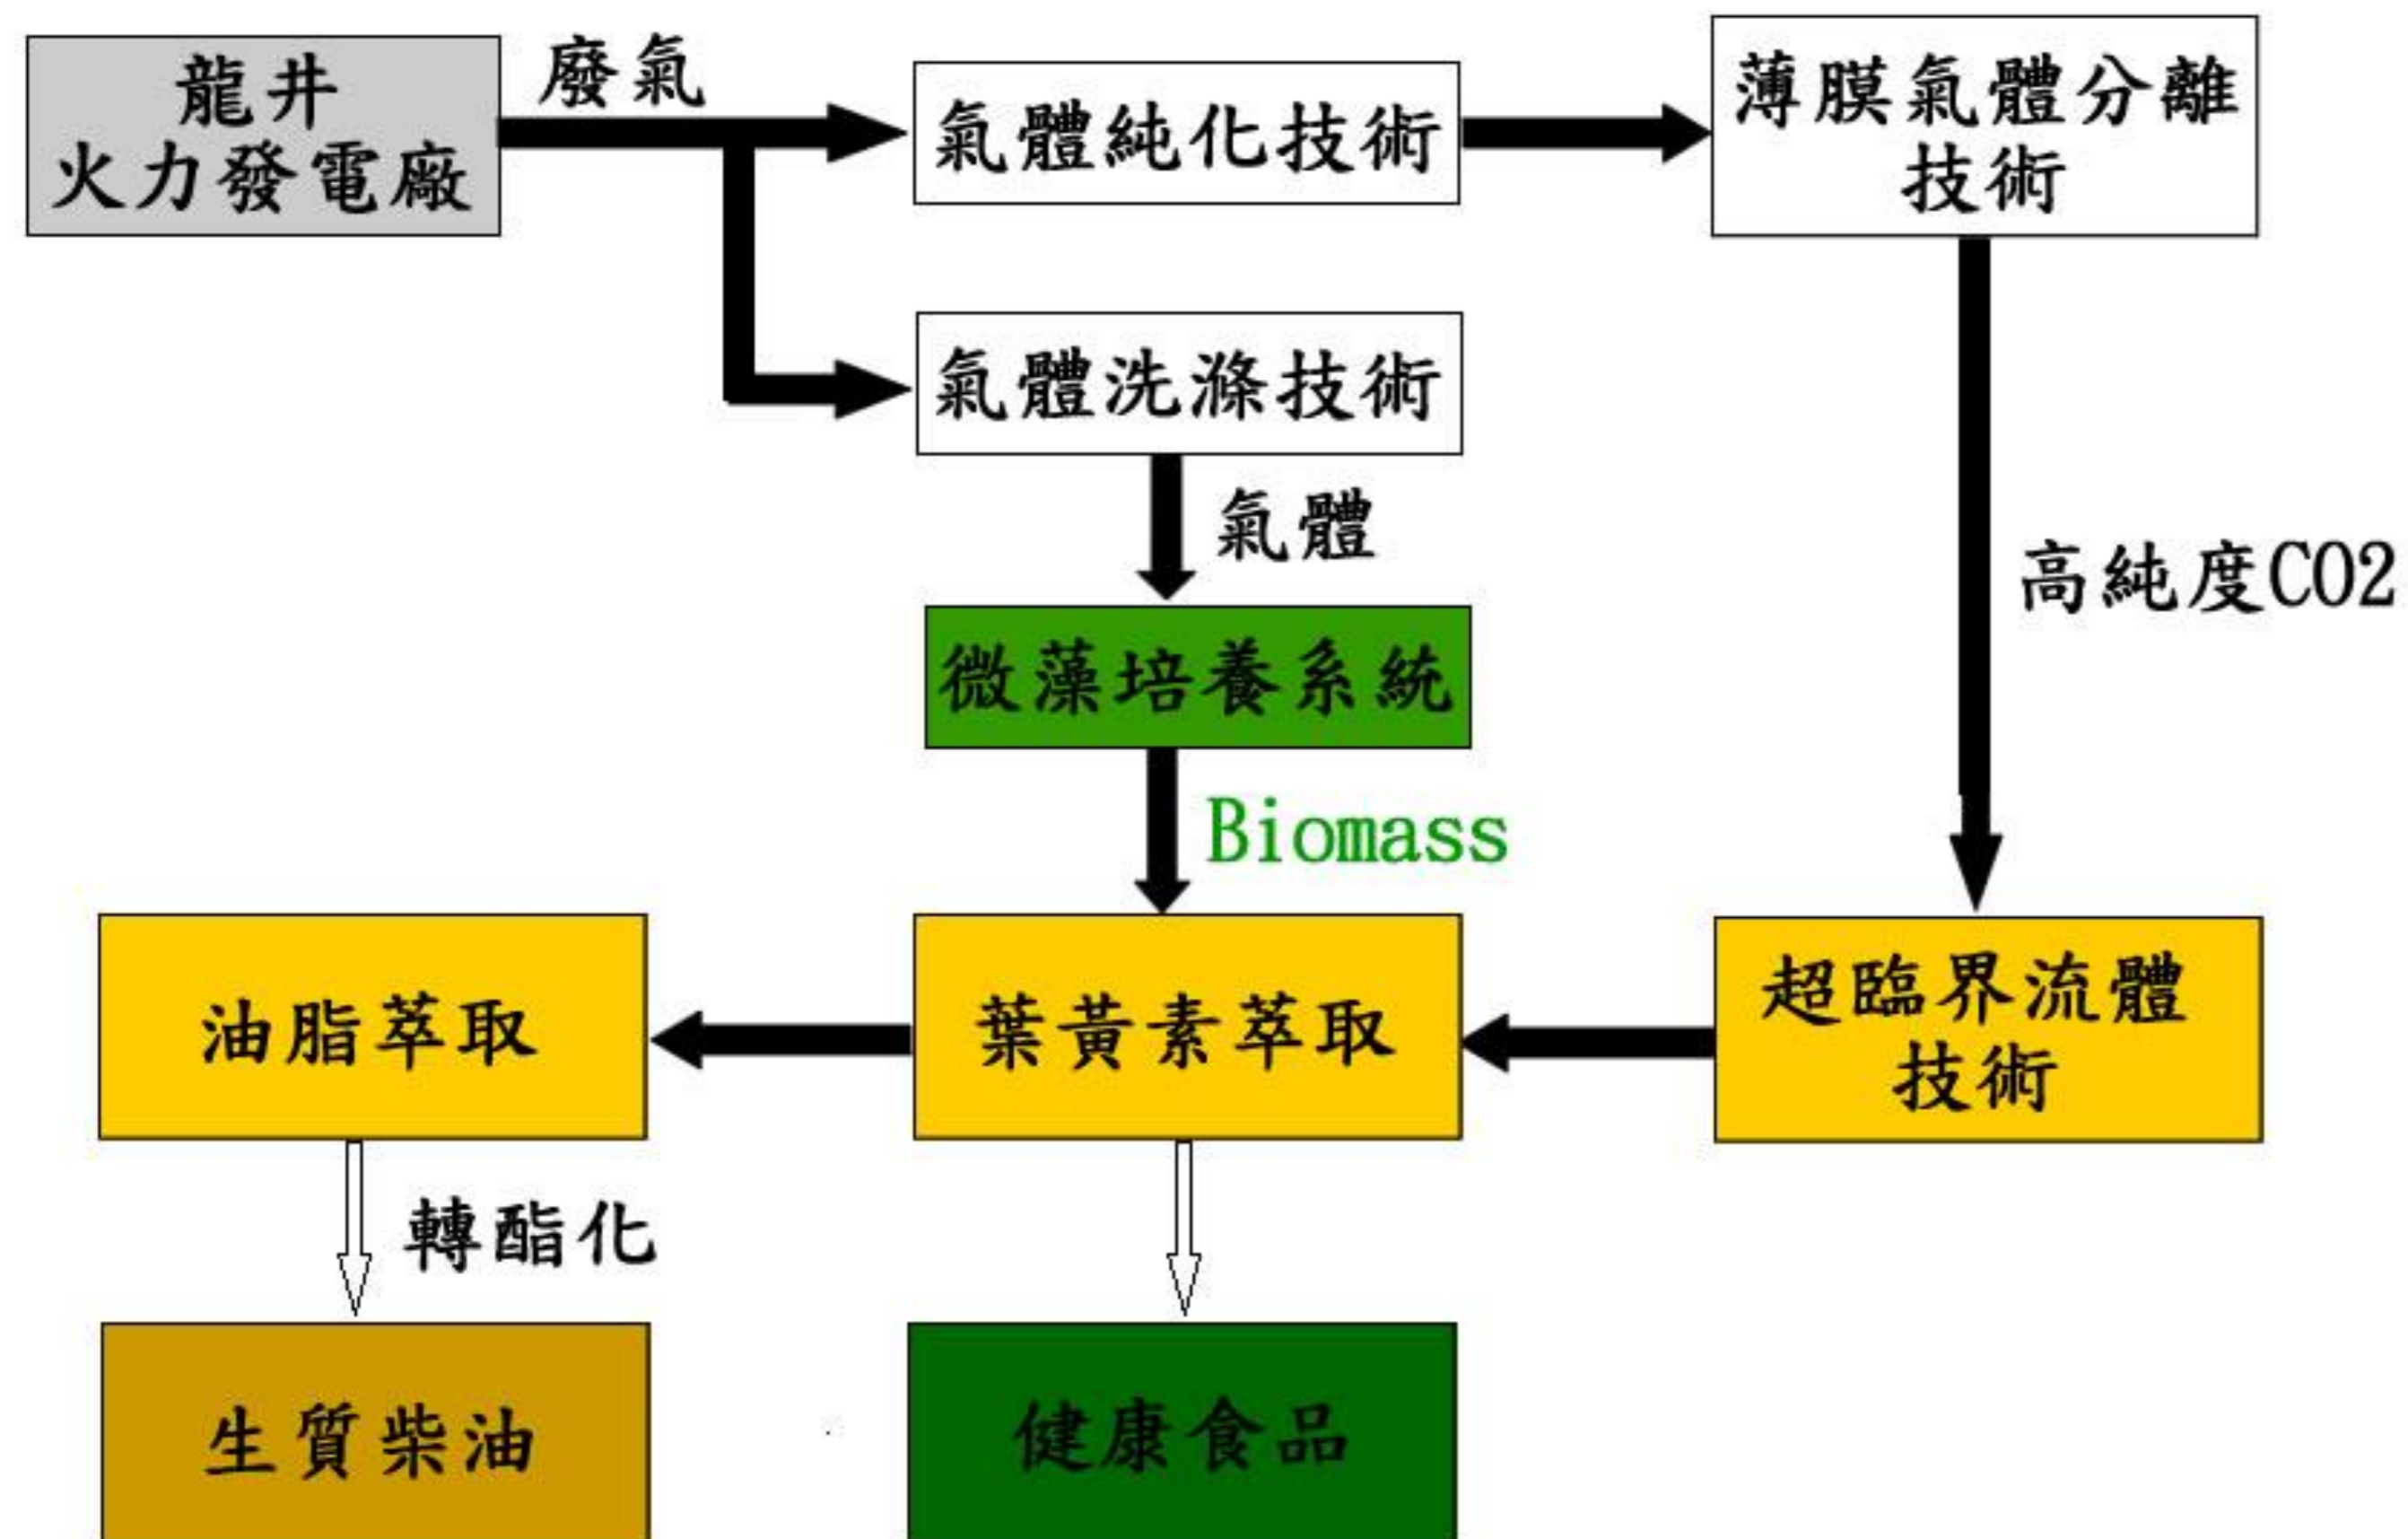 龍井
火力發電廠
廢氣
氣體純化技術
薄膜氣體分離
技術
氣體洗滌技術
氣體
高純度CO2
微藻培養系統
Biomass
油脂萃取
葉黃素萃取
超臨界流體
技術
轉酯化
生質柴油
健康食品